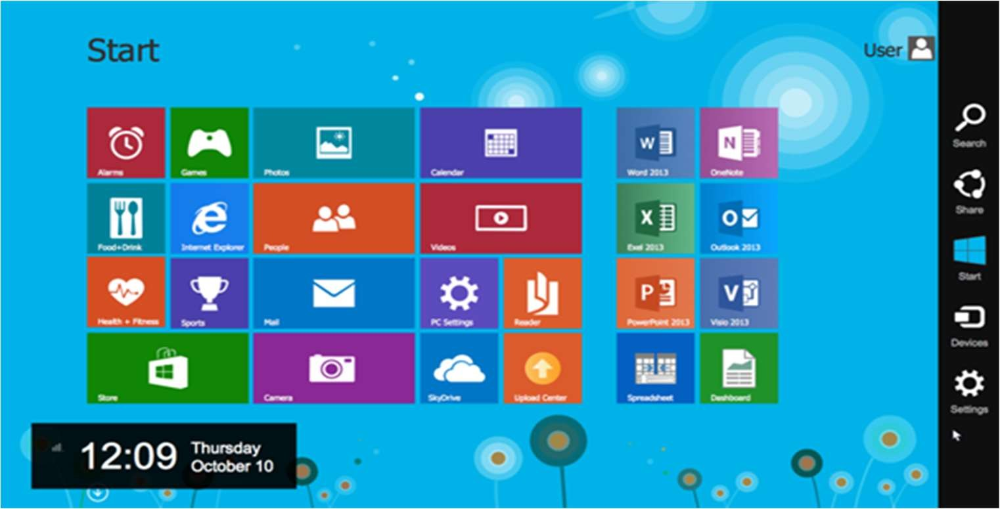 Start
User
Alarms
Games
Photos
Calendar
Word 2013
OneNote
Food+Drink
Internet Explorer
People
Videos
Exel 2013
Outlook 2013
Health + Fitness
Sports
Mail
PC Settings
Reader
PowerPoint 2013
Visio 2013
Store
Camera
SkyDrive
Upload Center
Spreadsheet
Dashboard
Search
Share
Start
Devices
Settings
12:09
Thursday
October 10
W
N
X
O
P
V